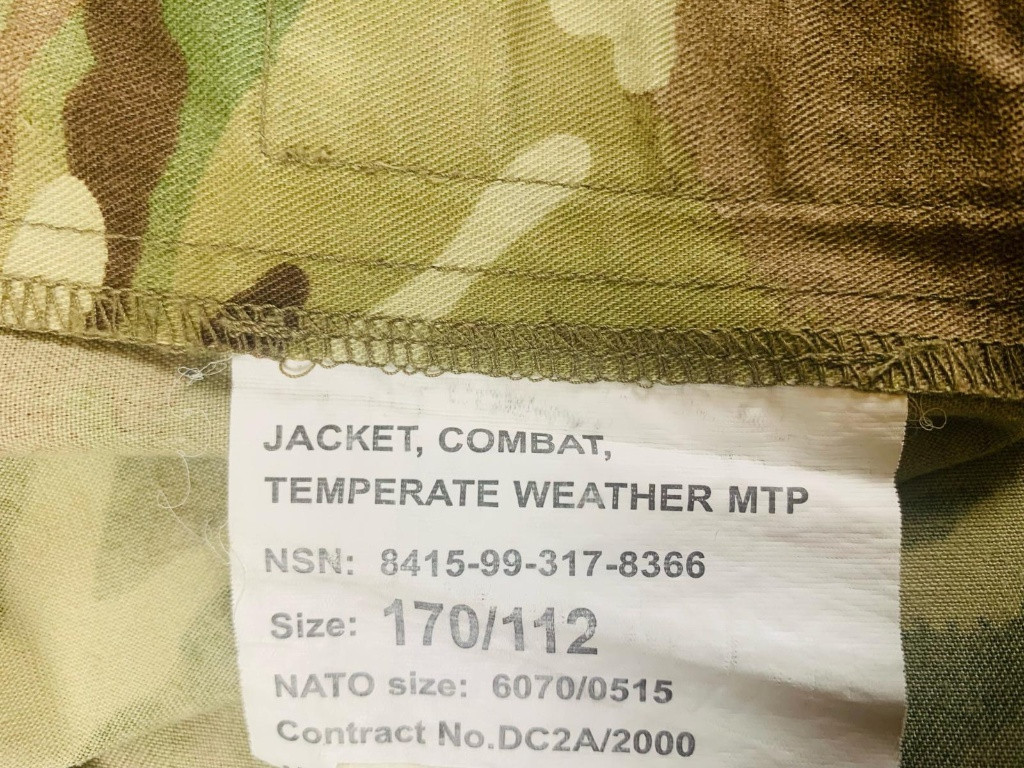 JACKET, COMBAT,
TEMPERATE WEATHER MTP
NSN: 8415-99-317-8366
Size: 170/112
NATO size: 6070/0515
Contract No.DC2A/2000